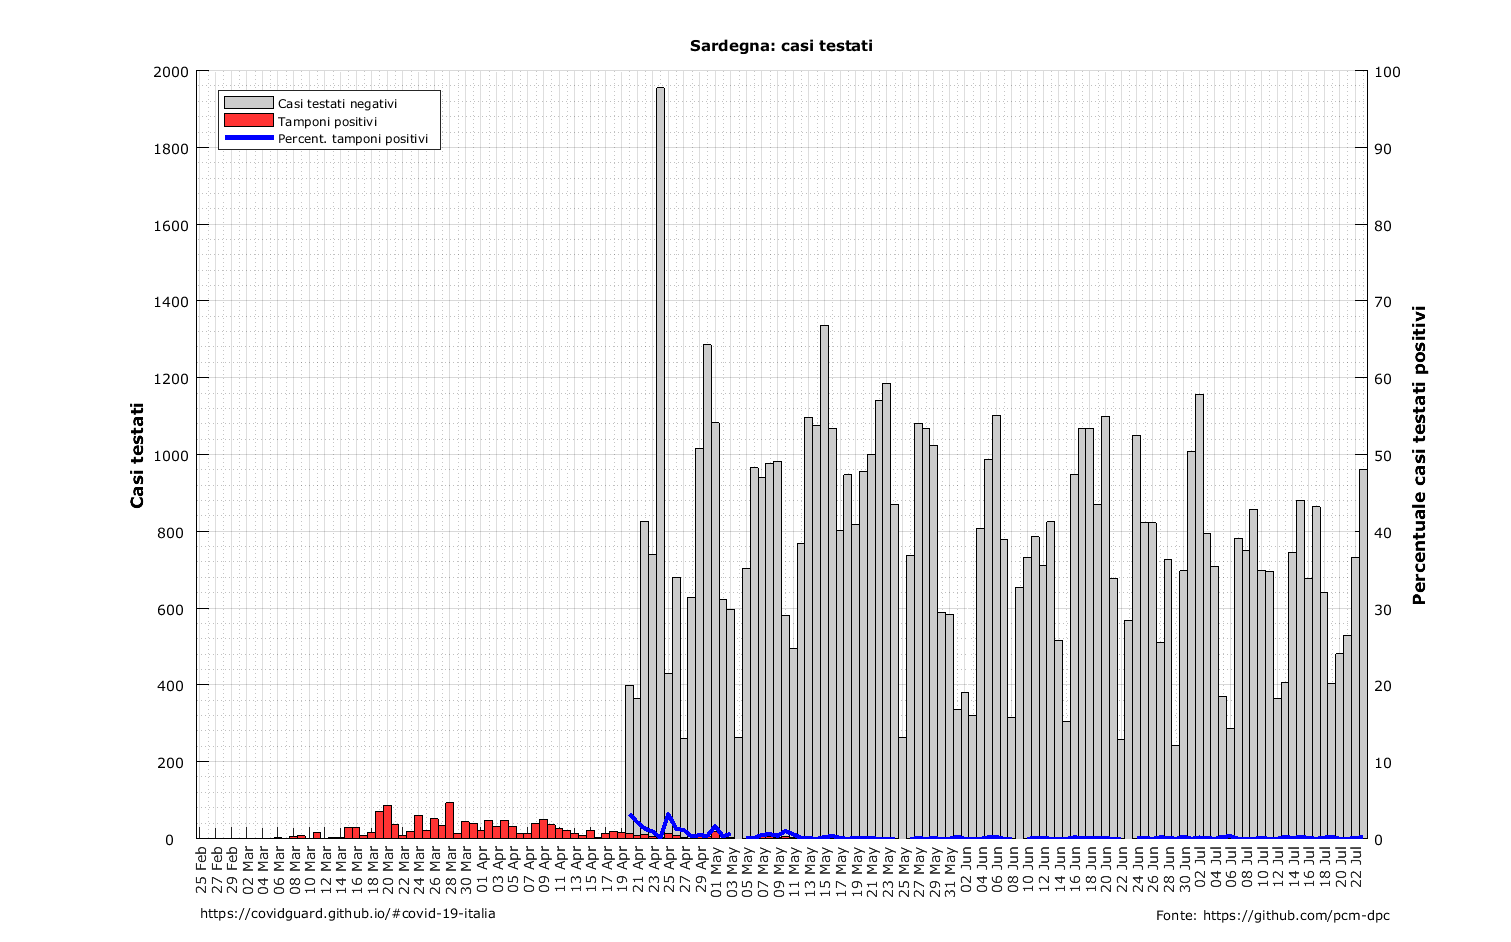 Sardegna: casi testati
Casi testati negativi
Tamponi positivi
Percent. tamponi positivi
Casi testati
2000
1800
1600
1400
1200
1000
800
600
400
200
0
100
90
80
70
60
50
40
30
20
10
0
Percentuale casi testati positivi
25 Feb
27 Feb
29 Feb
02 Mar
04 Mar
06 Mar
08 Mar
10 Mar
12 Mar
14 Mar
16 Mar
18 Mar
20 Mar
22 Mar
24 Mar
26 Mar
28 Mar
30 Mar
01 Apr
03 Apr
05 Apr
07 Apr
09 Apr
11 Apr
13 Apr
15 Apr
17 Apr
19 Apr
21 Apr
23 Apr
25 Apr
27 Apr
29 Apr
01 May
03 May
05 May
07 May
09 May
11 May
13 May
15 May
17 May
19 May
21 May
23 May
25 May
27 May
29 May
31 May
02 Jun
04 Jun
06 Jun
08 Jun
10 Jun
12 Jun
14 Jun
16 Jun
18 Jun
20 Jun
22 Jun
24 Jun
26 Jun
28 Jun
30 Jun
02 Jul
04 Jul
06 Jul
08 Jul
10 Jul
12 Jul
14 Jul
16 Jul
18 Jul
20 Jul
22 Jul
https://covidguard.github.io/#covid-19-italia
Fonte: https://github.com/pcm-dpc